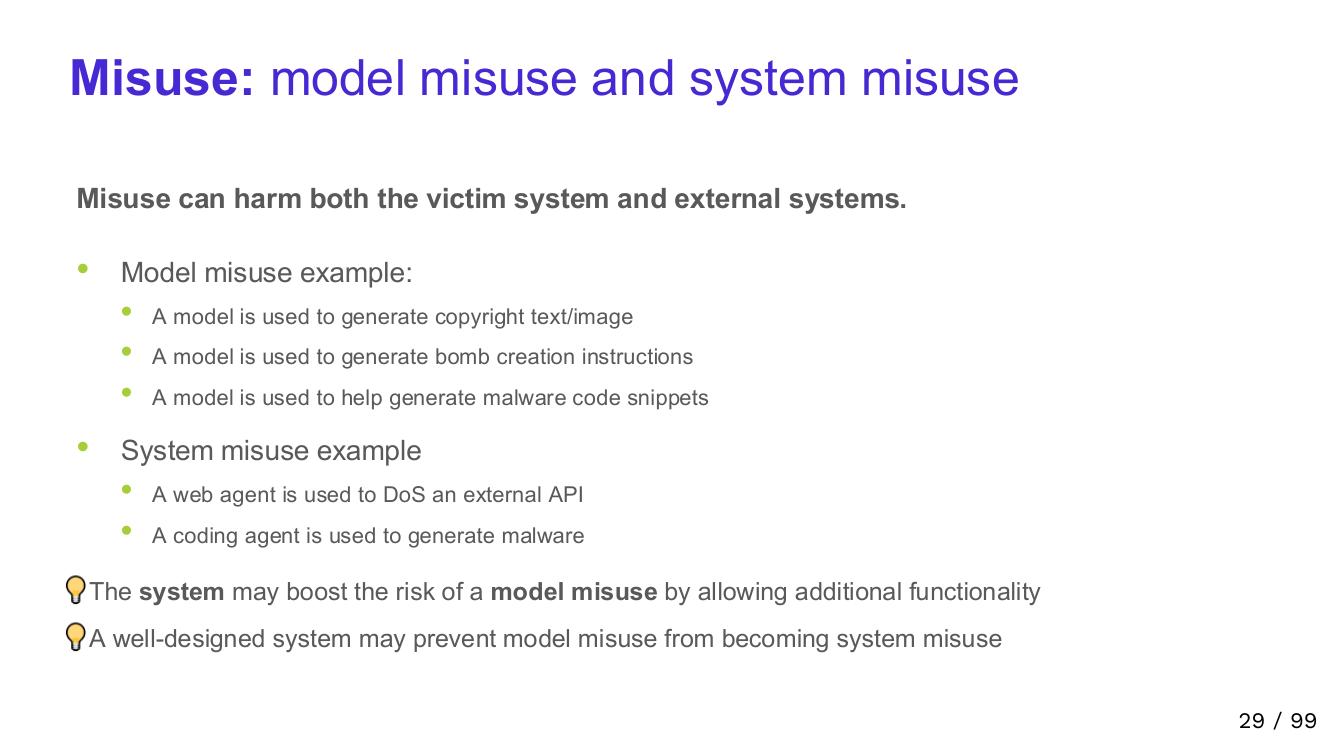 Misuse: model misuse and system misuse
Misuse can harm both the victim system and external systems.
• Model misuse example:
• A model is used to generate copyright text/image
• A model is used to generate bomb creation instructions
• A model is used to help generate malware code snippets
• System misuse example
• A web agent is used to DoS an external API
• A coding agent is used to generate malware
💡The system may boost the risk of a model misuse by allowing additional functionality
💡A well-designed system may prevent model misuse from becoming system misuse
29 / 99